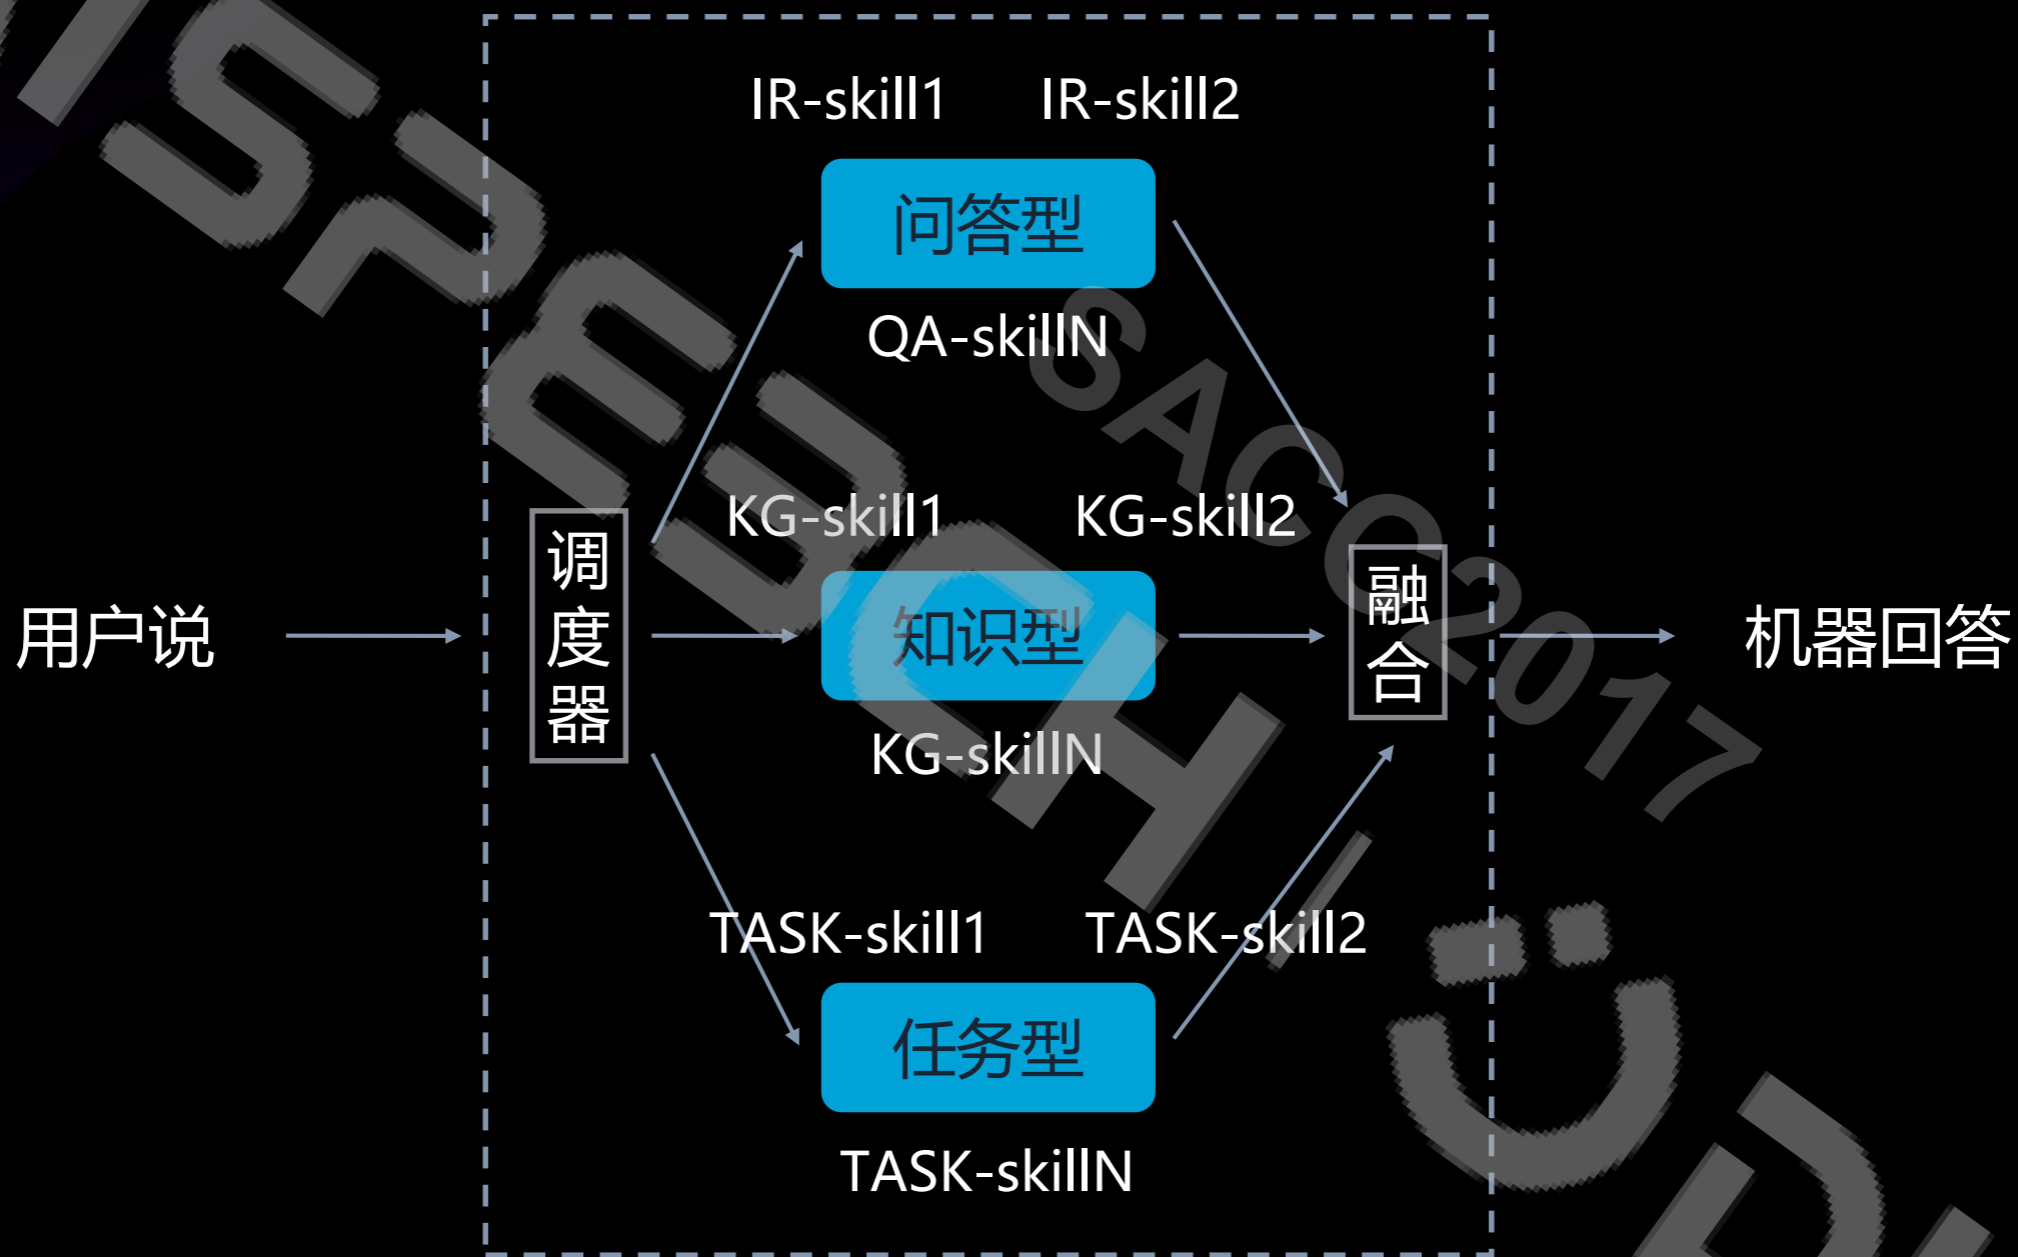 IR-skill1 IR-skill2
问答型
QA-skillN
KG-skill1 KG-skill2
用户说
调度器
知识型
融合
机器回答
KG-skillN
TASK-skill1 TASK-skill2
任务型
TASK-skillN
SACC2017